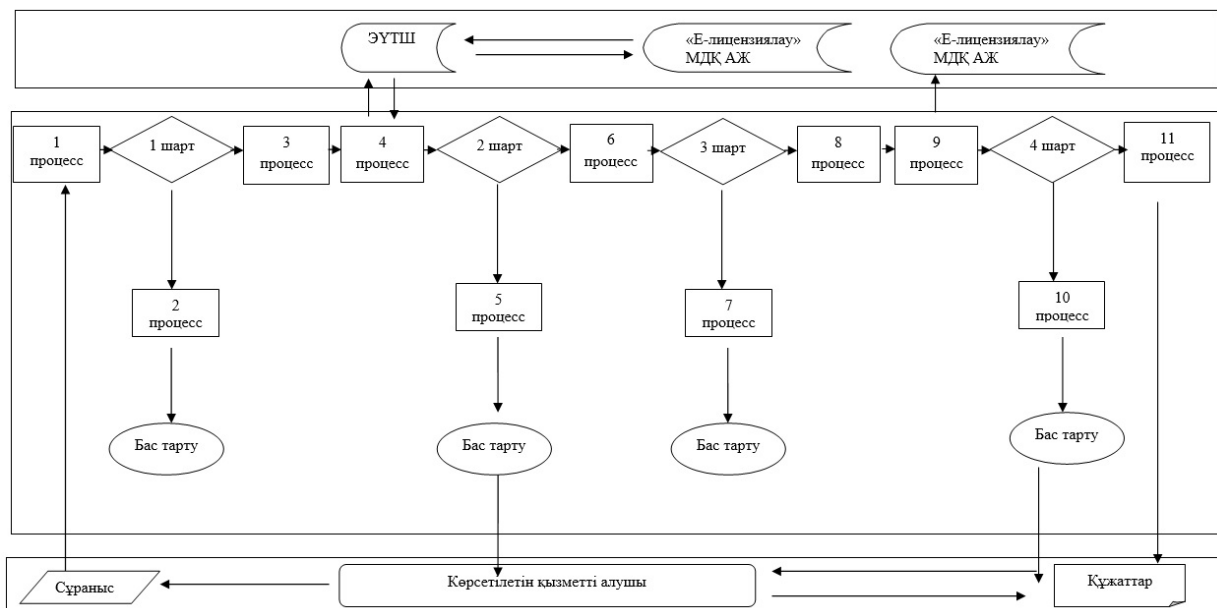 ЭҮТШ
«Е-лицензиялау»
МДҚ АЖ
«Е-лицензиялау»
МДҚ АЖ
1
процесс
1 шарт
3
процесс
4
процесс
2 шарт
6
процесс
3 шарт
8
процесс
9
процесс
4 шарт
11
процесс
2
процесс
5
процесс
7
процесс
10
процесс
Бас тарту
Бас тарту
Бас тарту
Бас тарту
Сұраныс
Көрсетілетін қызметті алушы
Құжаттар